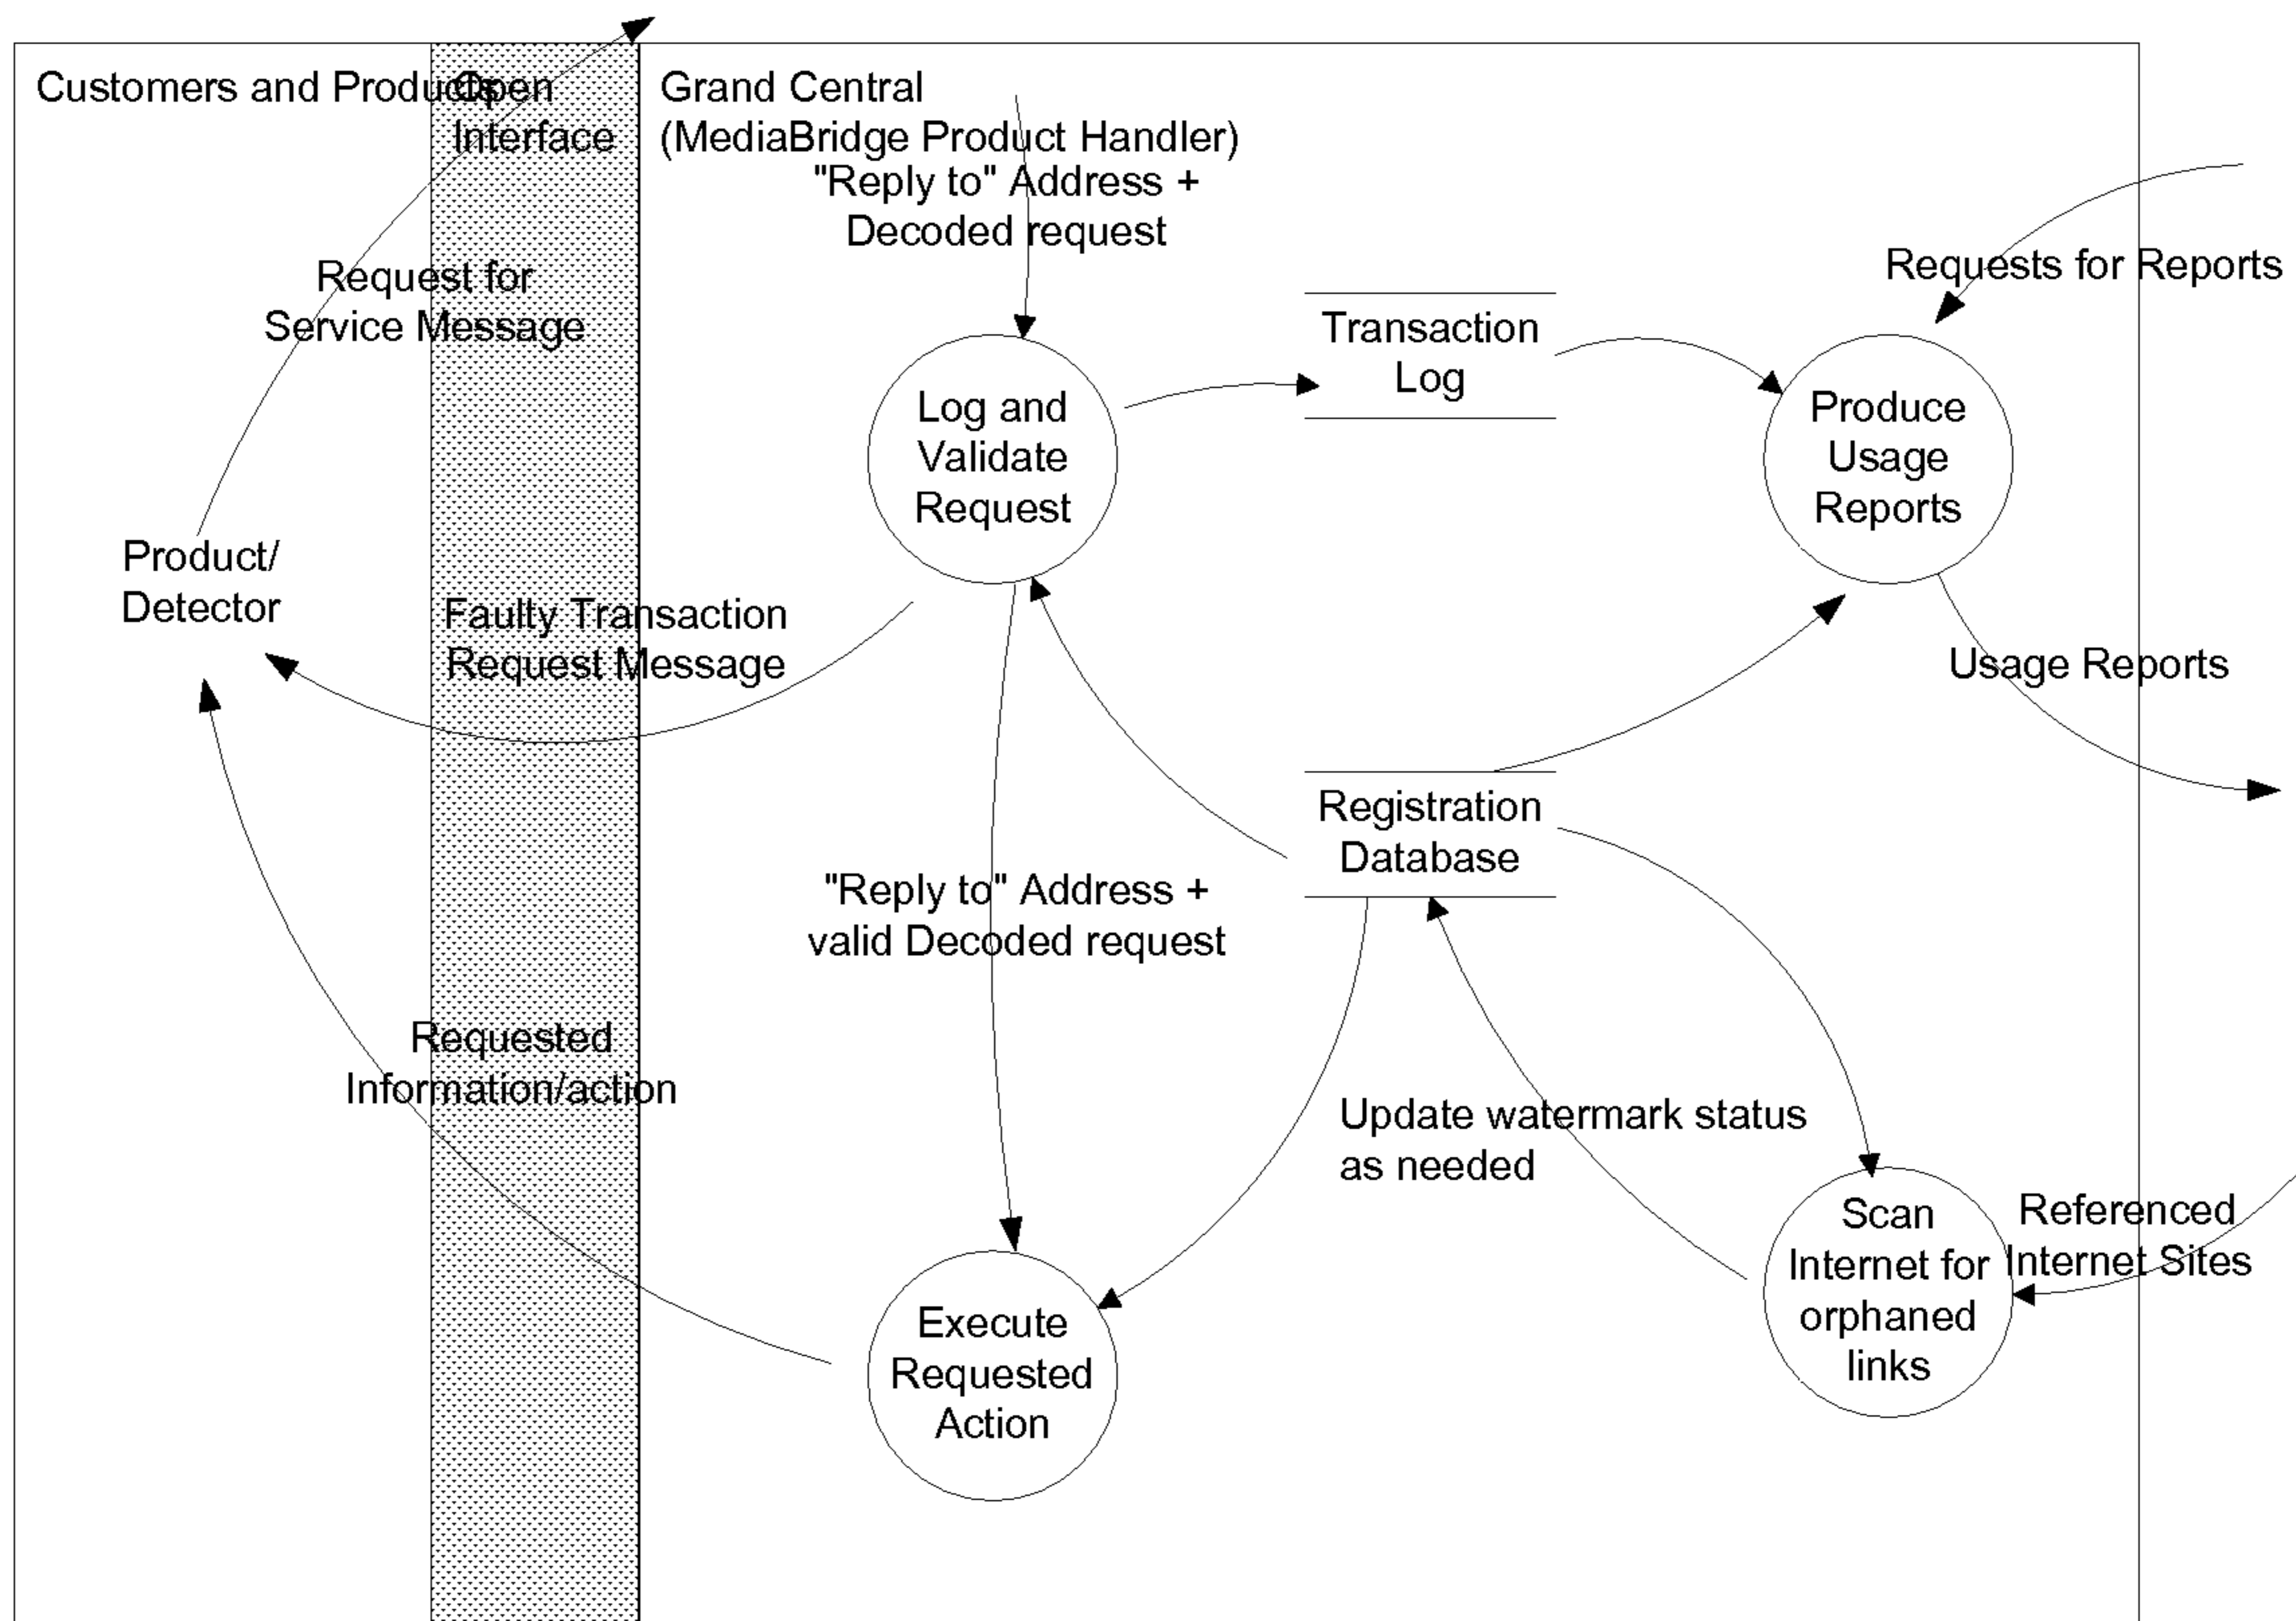 Customers and Products
Open
Interface
Grand Central
(MediaBridge Product Handler)
"Reply to" Address +
Decoded request
Request for
Service Message
Requests for Reports
Transaction
Log
Log and
Validate
Request
Produce
Usage
Reports
Product/
Detector
Faulty Transaction
Request Message
Usage Reports
Registration
Database
"Reply to" Address +
valid Decoded request
Requested
Information/action
Update watermark status
as needed
Scan
Internet for
orphaned
links
Referenced
Internet Sites
Execute
Requested
Action